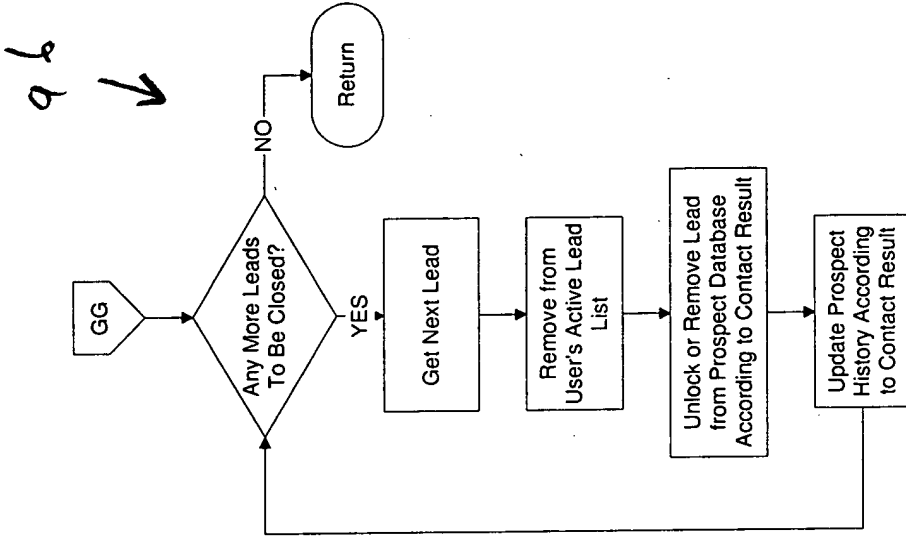 GG
Any More Leads
To Be Closed?
NO
Return
YES
Get Next Lead
Remove from
User's Active Lead
List
Unlock or Remove Lead
from Prospect Database
According to Contact Result
Update Prospect
History According
to Contact Result